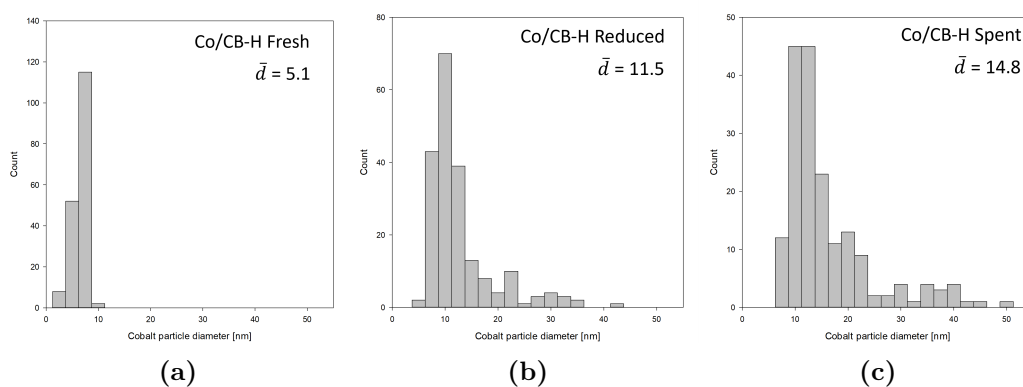 Co/CB-H Fresh
d̄ = 5.1
140
120
100
80
60
40
20
0
Count
0 10 20 30 40 50
Cobalt particle diameter [nm]
(a)
Co/CB-H Reduced
d̄ = 11.5
80
60
40
20
0
Count
0 10 20 30 40 50
Cobalt particle diameter [nm]
(b)
Co/CB-H Spent
d̄ = 14.8
50
40
30
20
10
0
Count
0 10 20 30 40 50
Cobalt particle diameter [nm]
(c)